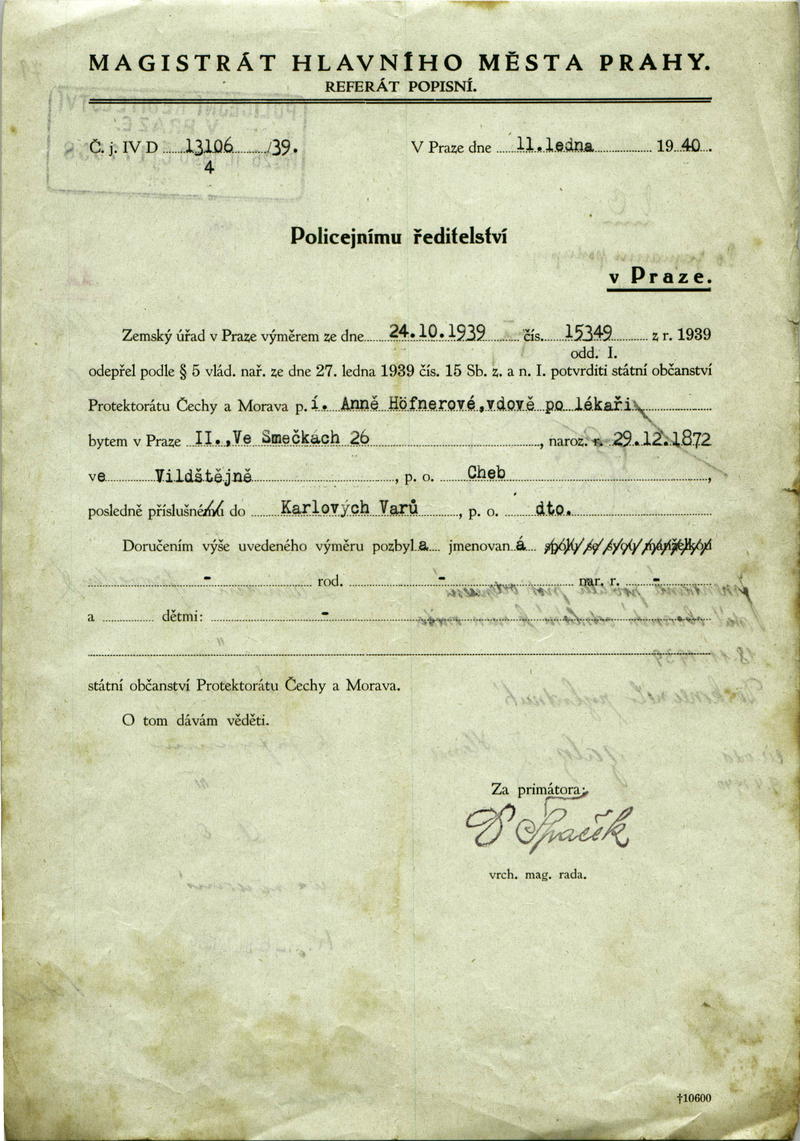 MAGISTRÁT HLAVNÍHO MĚSTA PRAHY.
REFERÁT POPISNÍ.
Č. j. IV D 13106/39. V Praze dne 11.ledna 1940.
4
Policejnímu ředitelství
v Praze.
Zemský úřad v Praze výměrem ze dne 24.10.1939 čís. 15349 z r. 1939
odd. I.
odepřel podle § 5 vlád. nař. ze dne 27. ledna 1939 čís. 15 Sb. z. a n. I. potvrditi státní občanství
Protektorátu Čechy a Morava p.í. Anně Höfnerové,vdově po lékaři
bytem v Praze II.,Ve Smečkách 26, naroz. r. 29.12.1872
ve Vildštějně, p. o. Cheb,
posledně příslušné do Karlových Varů, p. o. dto.
Doručením výše uvedeného výměru pozbyla jmenovaná
- rod. - nar. r. -
a dětmi: -
státní občanství Protektorátu Čechy a Morava.
O tom dávám věděti.
Za primátora:
D Špaček
vrch. mag. rada.
†10600